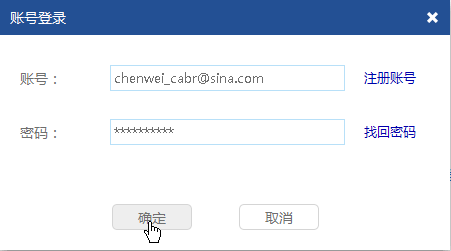 账号登录
账号： chenwei_cabr@sina.com 注册账号
密码： ********** 找回密码
确定 取消